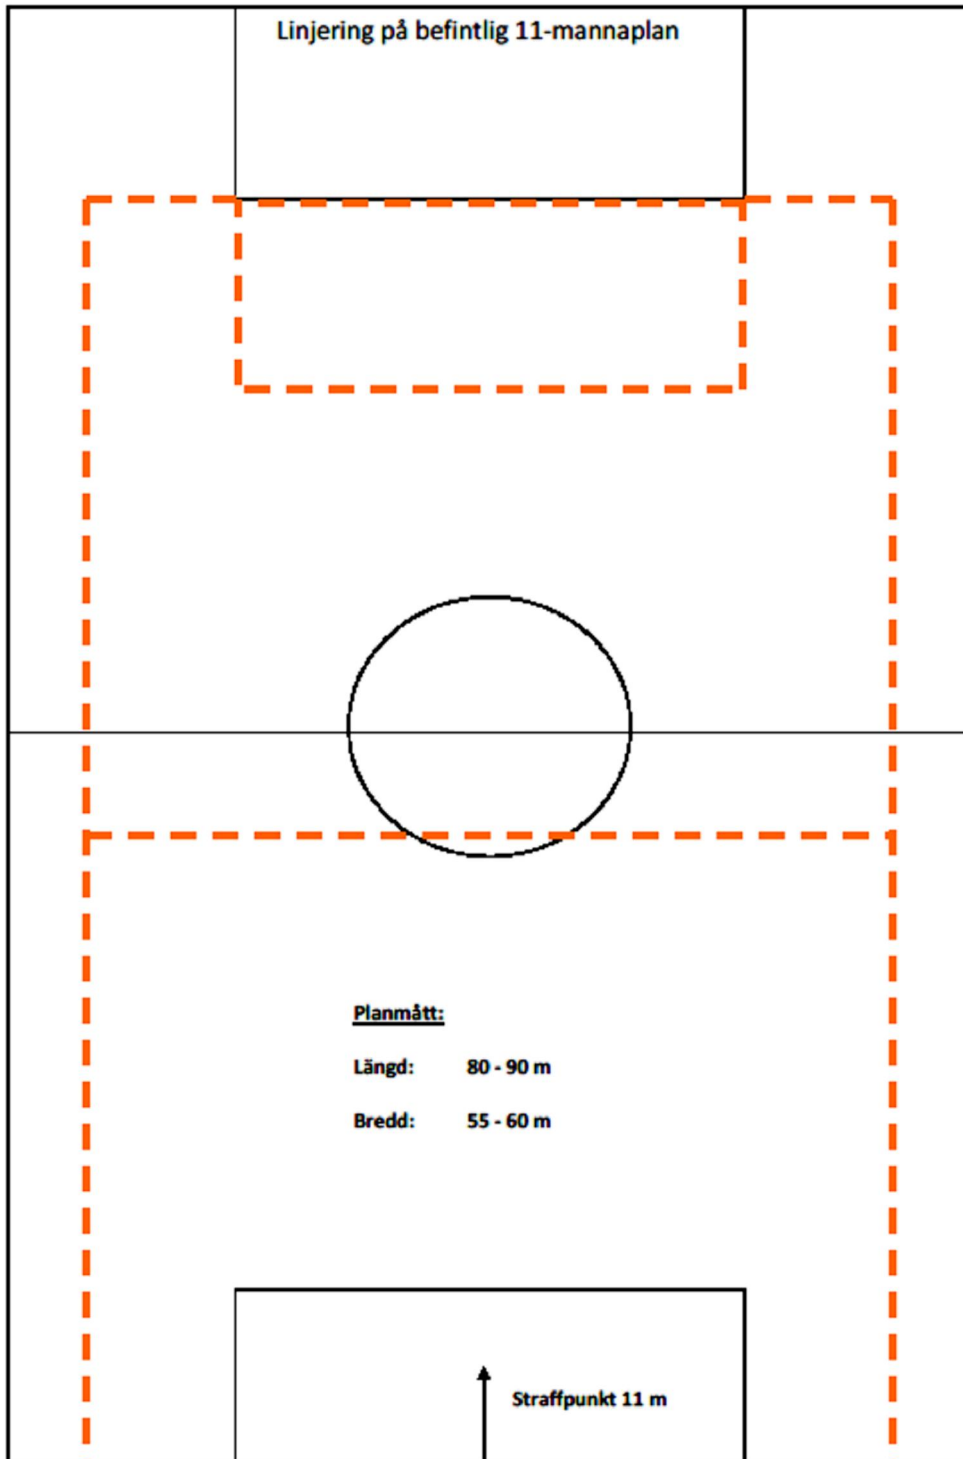 Linjering på befintlig 11-mannaplan
Planmått:
Längd: 80 - 90 m
Bredd: 55 - 60 m
Straffpunkt 11 m